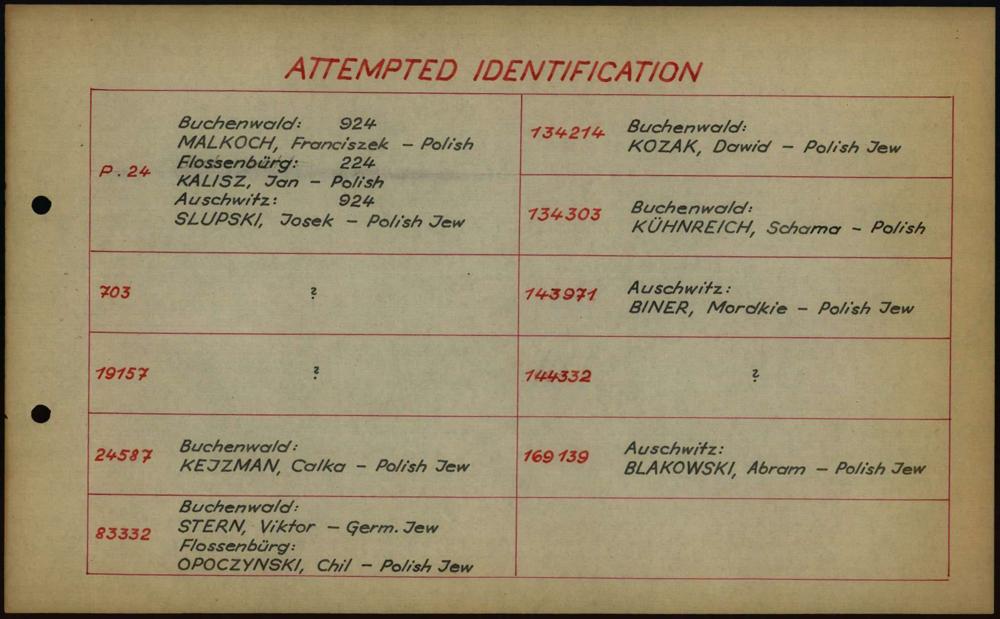 ATTEMPTED IDENTIFICATION
P. 24
Buchenwald: 924
MALKOCH, Franciszek - Polish
Flossenbürg: 224
KALISZ, Jan - Polish
Auschwitz: 924
SLUPSKI, Josek - Polish Jew
703 ?
19157 ?
24587 Buchenwald:
KEJZMAN, Calka - Polish Jew
83332
Buchenwald:
STERN, Viktor - Germ. Jew
Flossenbürg:
OPOCZYNSKI, Chil - Polish Jew
134214 Buchenwald:
KOZAK, Dawid - Polish Jew
134303 Buchenwald:
KÜHNREICH, Schama - Polish
143971 Auschwitz:
BINER, Mordkie - Polish Jew
144332 ?
169139 Auschwitz:
BLAKOWSKI, Abram - Polish Jew